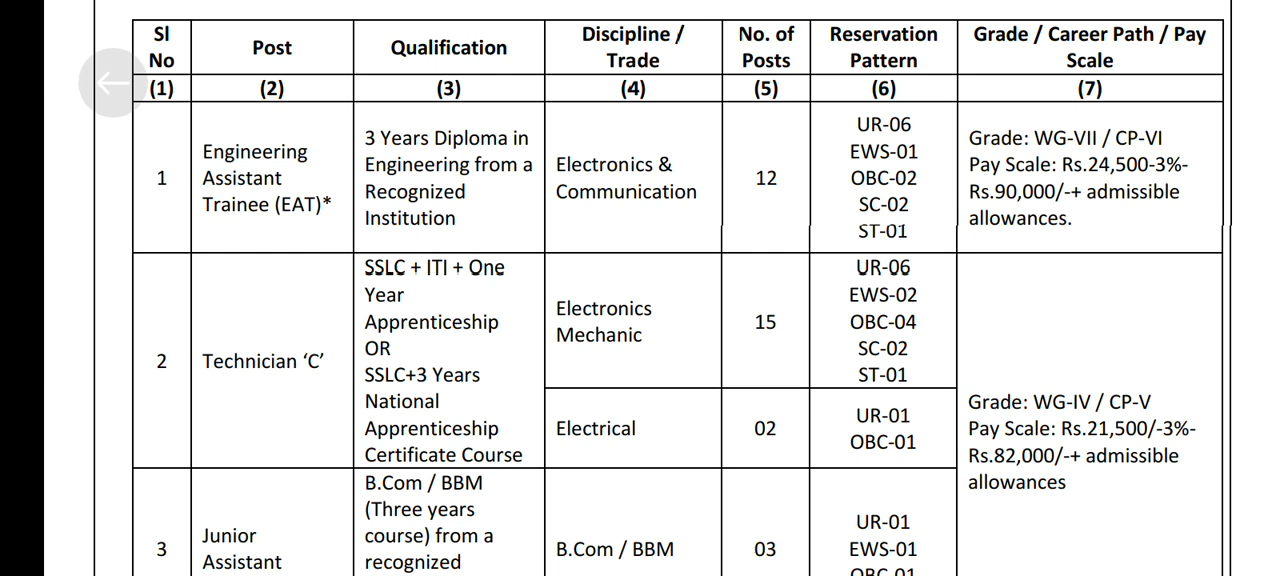 Sl No
Post
Qualification
Discipline / Trade
No. of Posts
Reservation Pattern
Grade / Career Path / Pay Scale
(1)
(2)
(3)
(4)
(5)
(6)
(7)
1
Engineering
Assistant
Trainee (EAT)*
3 Years Diploma in
Engineering from a
Recognized
Institution
Electronics &
Communication
12
UR-06
EWS-01
OBC-02
SC-02
ST-01
Grade: WG-VII / CP-VI
Pay Scale: Rs.24,500-3%-
Rs.90,000/-+ admissible
allowances.
2
Technician ‘C’
SSLC + ITI + One
Year
Apprenticeship
OR
SSLC+3 Years
National
Apprenticeship
Certificate Course
Electronics
Mechanic
15
UR-06
EWS-02
OBC-04
SC-02
ST-01
Electrical
02
UR-01
OBC-01
Grade: WG-IV / CP-V
Pay Scale: Rs.21,500/-3%-
Rs.82,000/-+ admissible
allowances
3
Junior
Assistant
B.Com / BBM
(Three years
course) from a
recognized
B.Com / BBM
03
UR-01
EWS-01
OBC-01